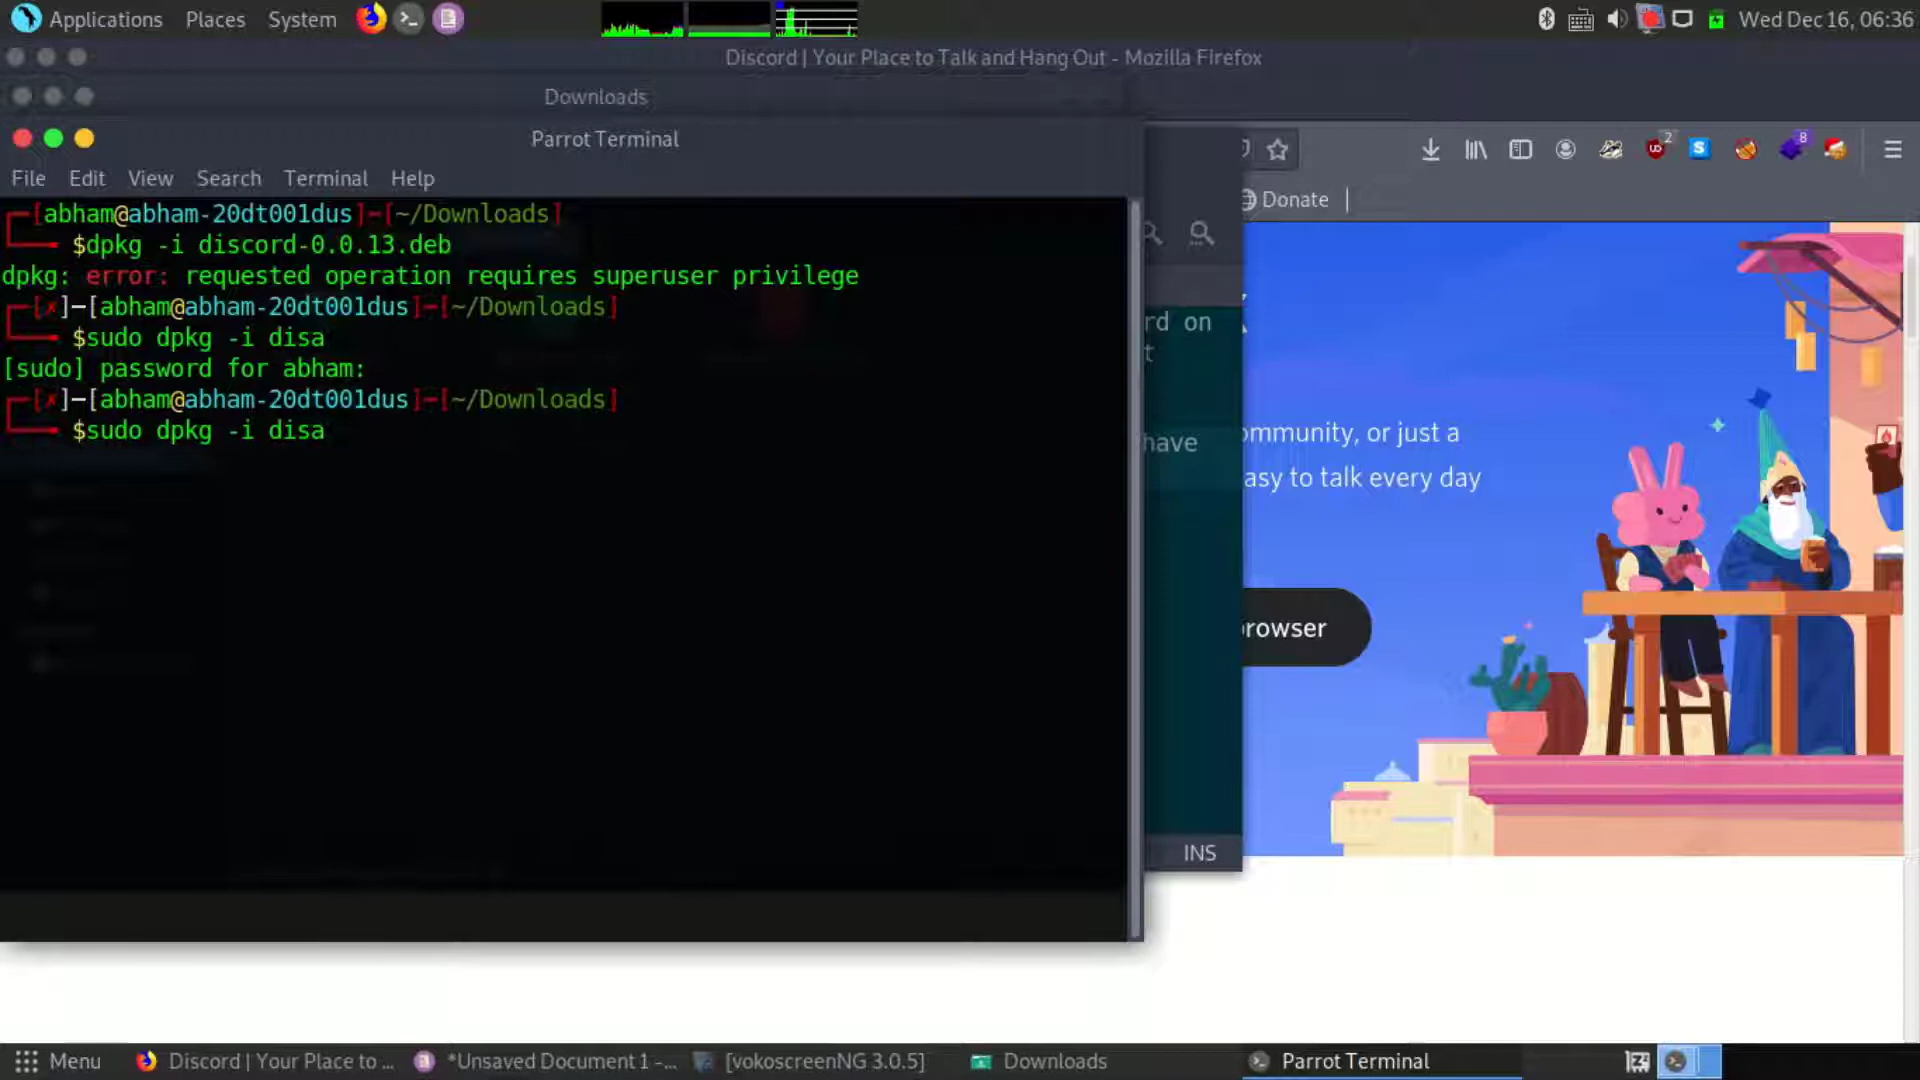 Applications Places System
Wed Dec 16, 06:36
Discord | Your Place to Talk and Hang Out - Mozilla Firefox
Downloads
Parrot Terminal
File Edit View Search Terminal Help
┌─[abham@abham-20dt001dus]─[~/Downloads]
└──╼ $dpkg -i discord-0.0.13.deb
dpkg: error: requested operation requires superuser privilege
┌─[✗]─[abham@abham-20dt001dus]─[~/Downloads]
└──╼ $sudo dpkg -i disa
[sudo] password for abham:
┌─[✗]─[abham@abham-20dt001dus]─[~/Downloads]
└──╼ $sudo dpkg -i disa
2
8
Donate
rd on
t
have
ommunity, or just a
asy to talk every day
rowser
INS
Menu
Discord | Your Place to ...
*Unsaved Document 1 -...
[vokoscreenNG 3.0.5]
Downloads
Parrot Terminal